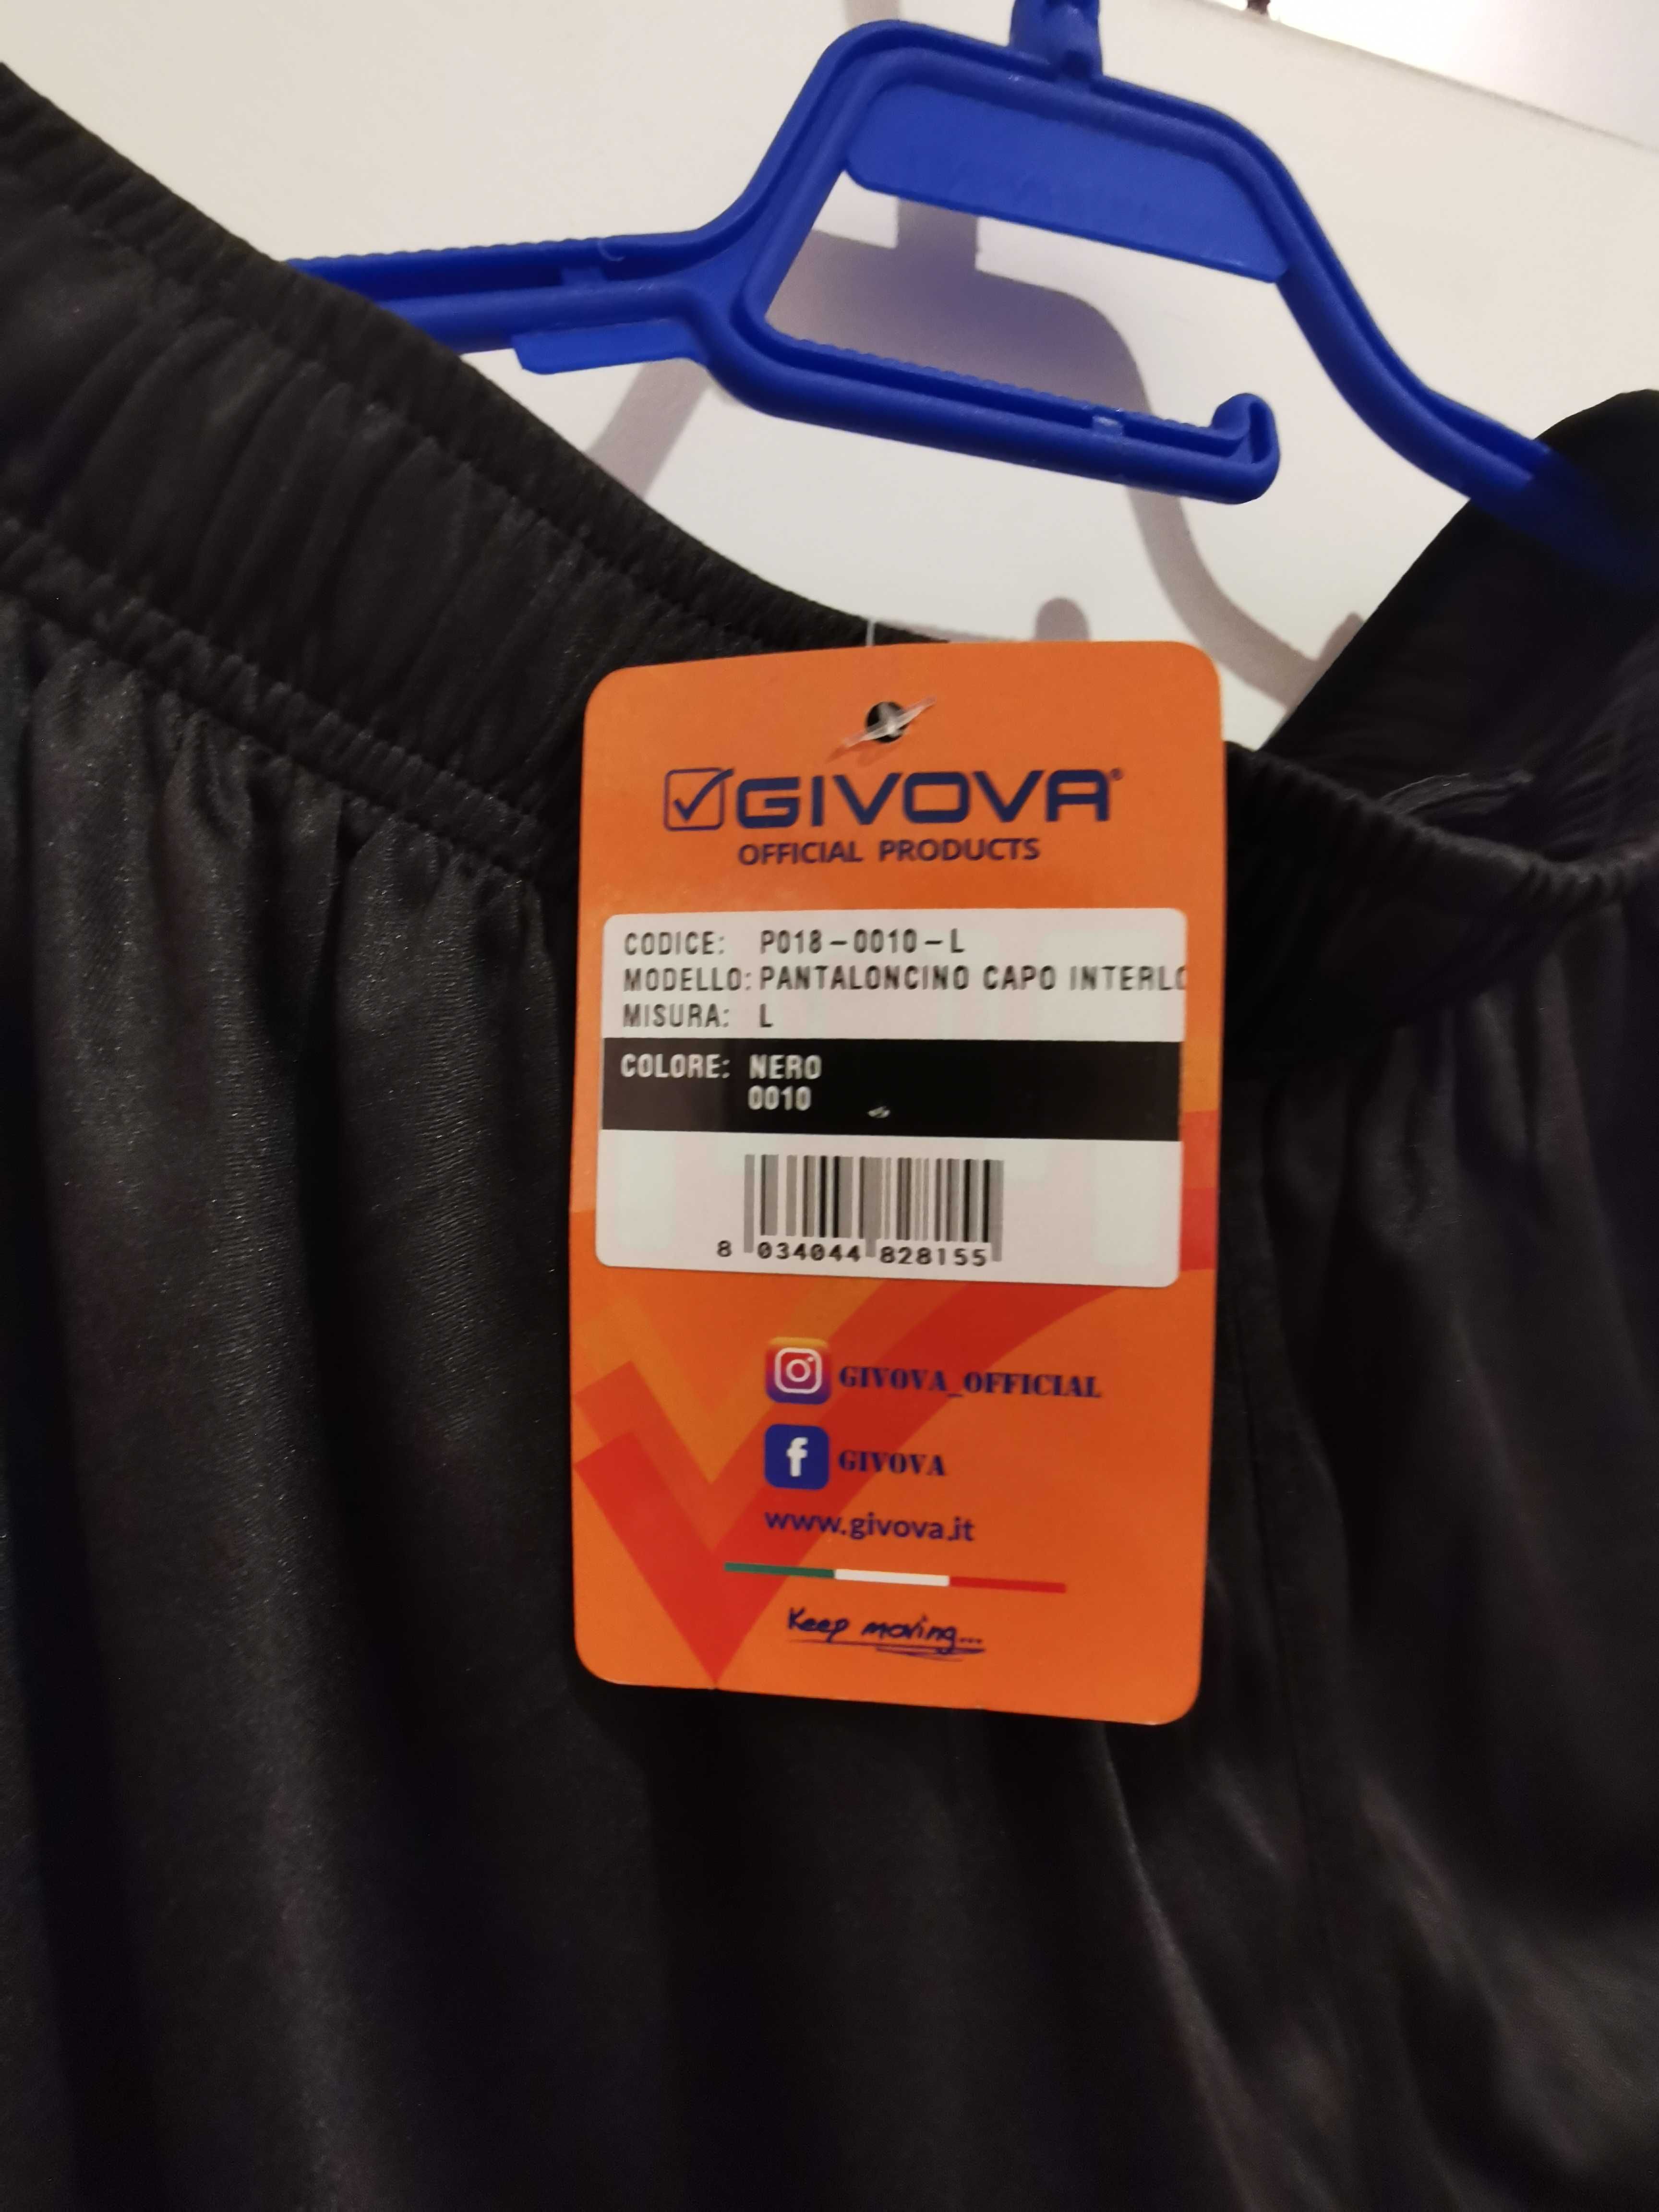 GIVOVA®
OFFICIAL PRODUCTS
CODICE: P018-0010-L
MODELLO: PANTALONCINO CAPO INTERLO
MISURA: L
COLORE: NERO
0010
8 034044 828155
GIVOVA_OFFICIAL
f GIVOVA
www.givova.it
Keep moving...